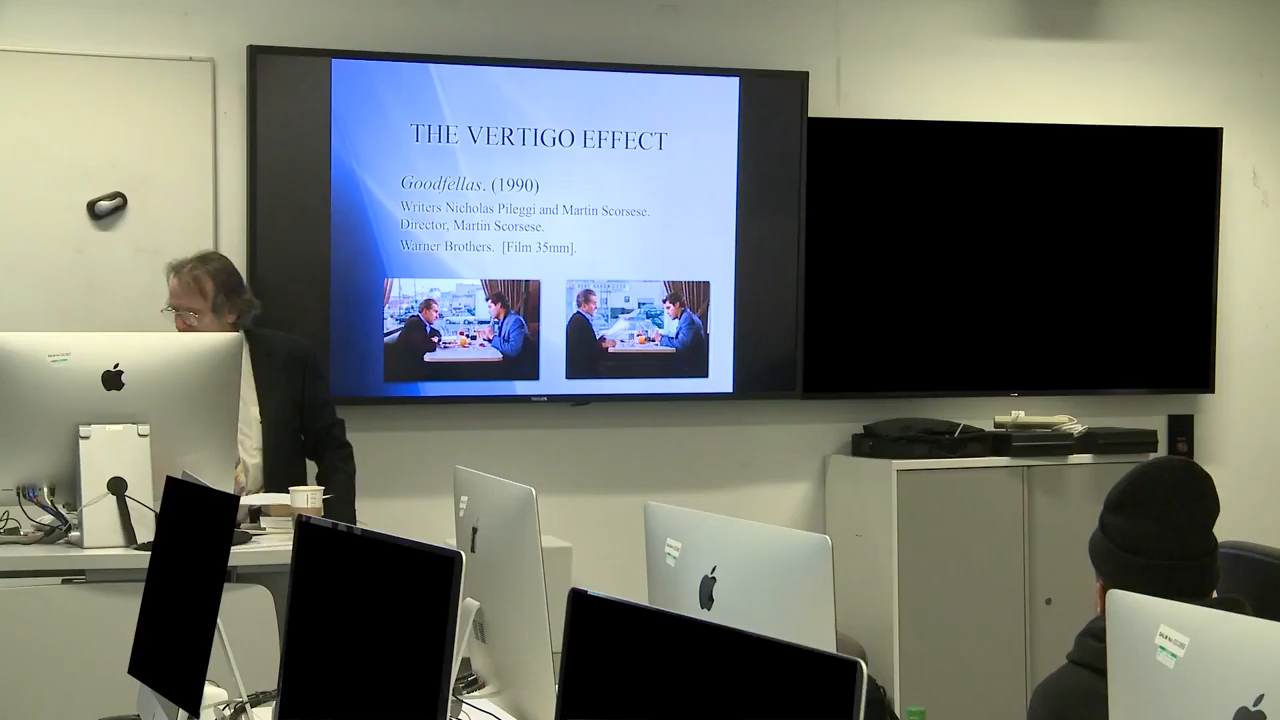 THE VERTIGO EFFECT
Goodfellas. (1990)
Writers Nicholas Pileggi and Martin Scorsese.
Director, Martin Scorsese.
Warner Brothers. [Film 35mm].